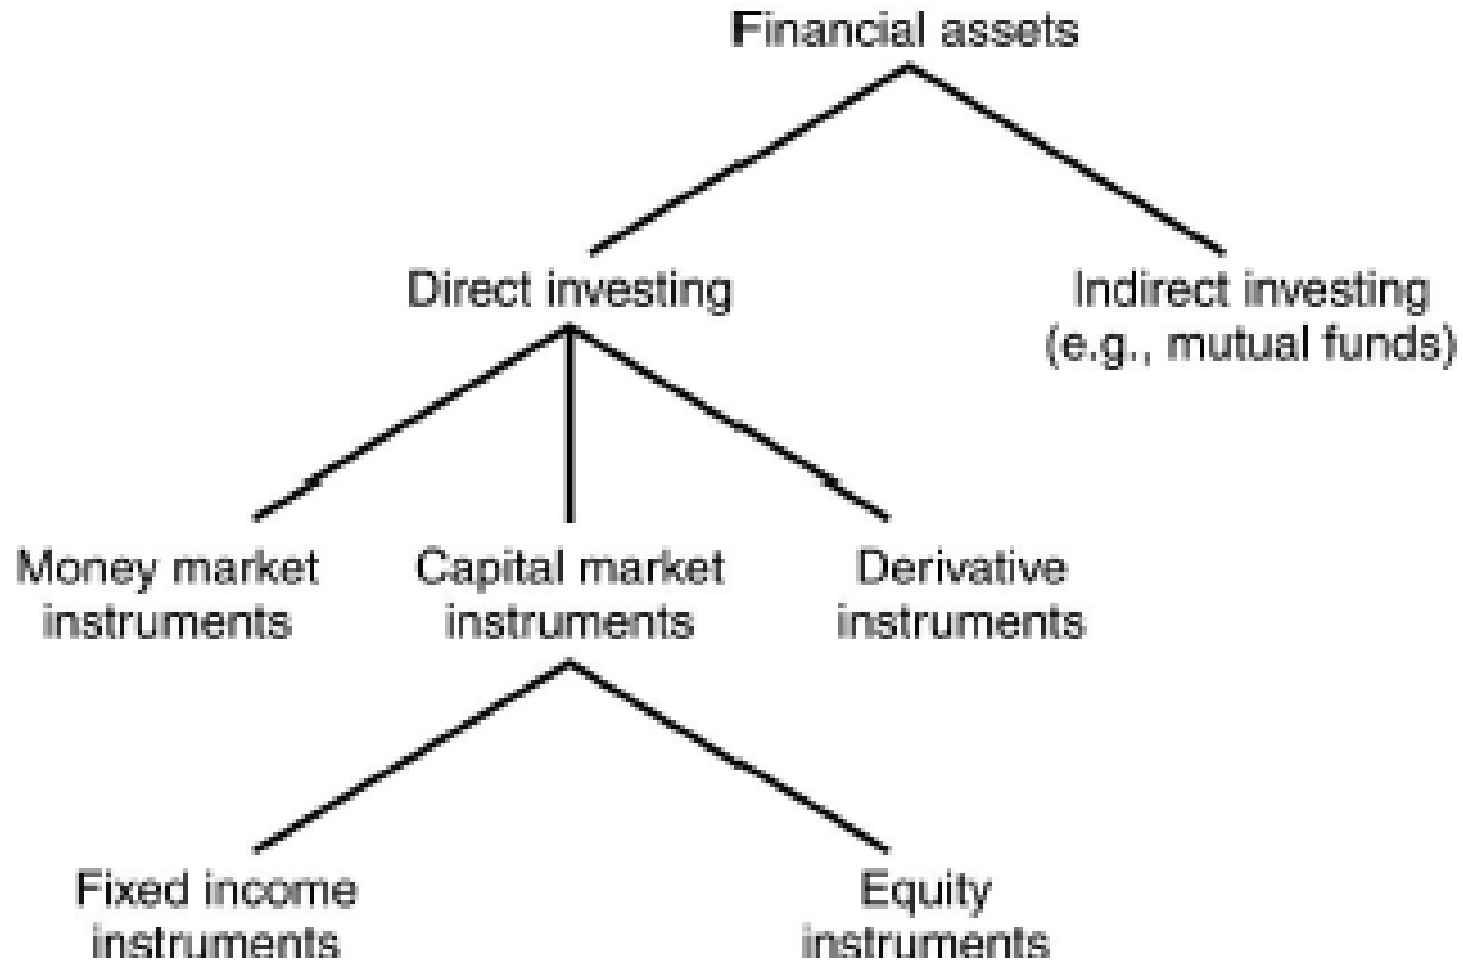 Financial assets
Direct investing
Indirect investing
(e.g., mutual funds)
Money market
instruments
Capital market
instruments
Derivative
instruments
Fixed income
instruments
Equity
instruments